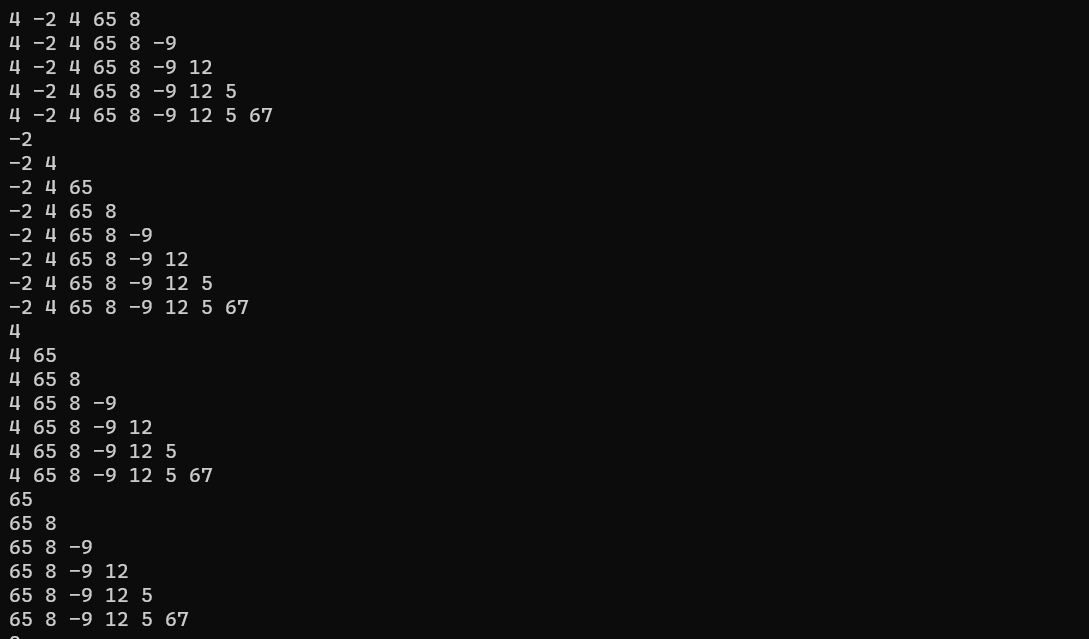 4 -2 4 65 8
4 -2 4 65 8 -9
4 -2 4 65 8 -9 12
4 -2 4 65 8 -9 12 5
4 -2 4 65 8 -9 12 5 67
-2
-2 4
-2 4 65
-2 4 65 8
-2 4 65 8 -9
-2 4 65 8 -9 12
-2 4 65 8 -9 12 5
-2 4 65 8 -9 12 5 67
4
4 65
4 65 8
4 65 8 -9
4 65 8 -9 12
4 65 8 -9 12 5
4 65 8 -9 12 5 67
65
65 8
65 8 -9
65 8 -9 12
65 8 -9 12 5
65 8 -9 12 5 67